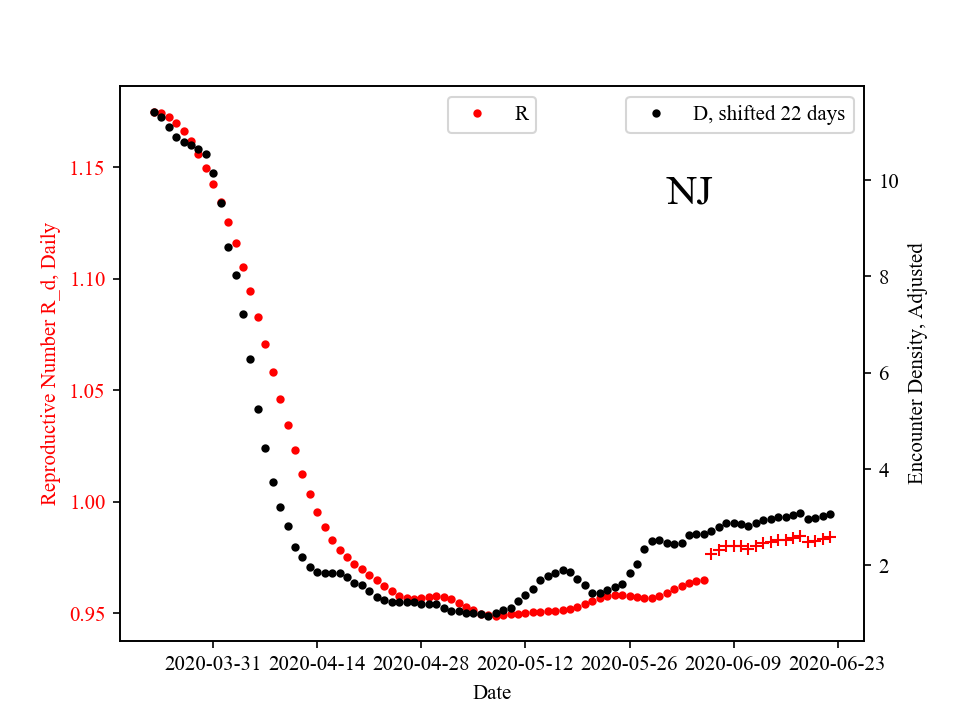 R
D, shifted 22 days
NJ
Reproductive Number R_d, Daily
1.15
1.10
1.05
1.00
0.95
10
8
6
4
2
Encounter Density, Adjusted
2020-03-31 2020-04-14 2020-04-28 2020-05-12 2020-05-26 2020-06-09 2020-06-23
Date